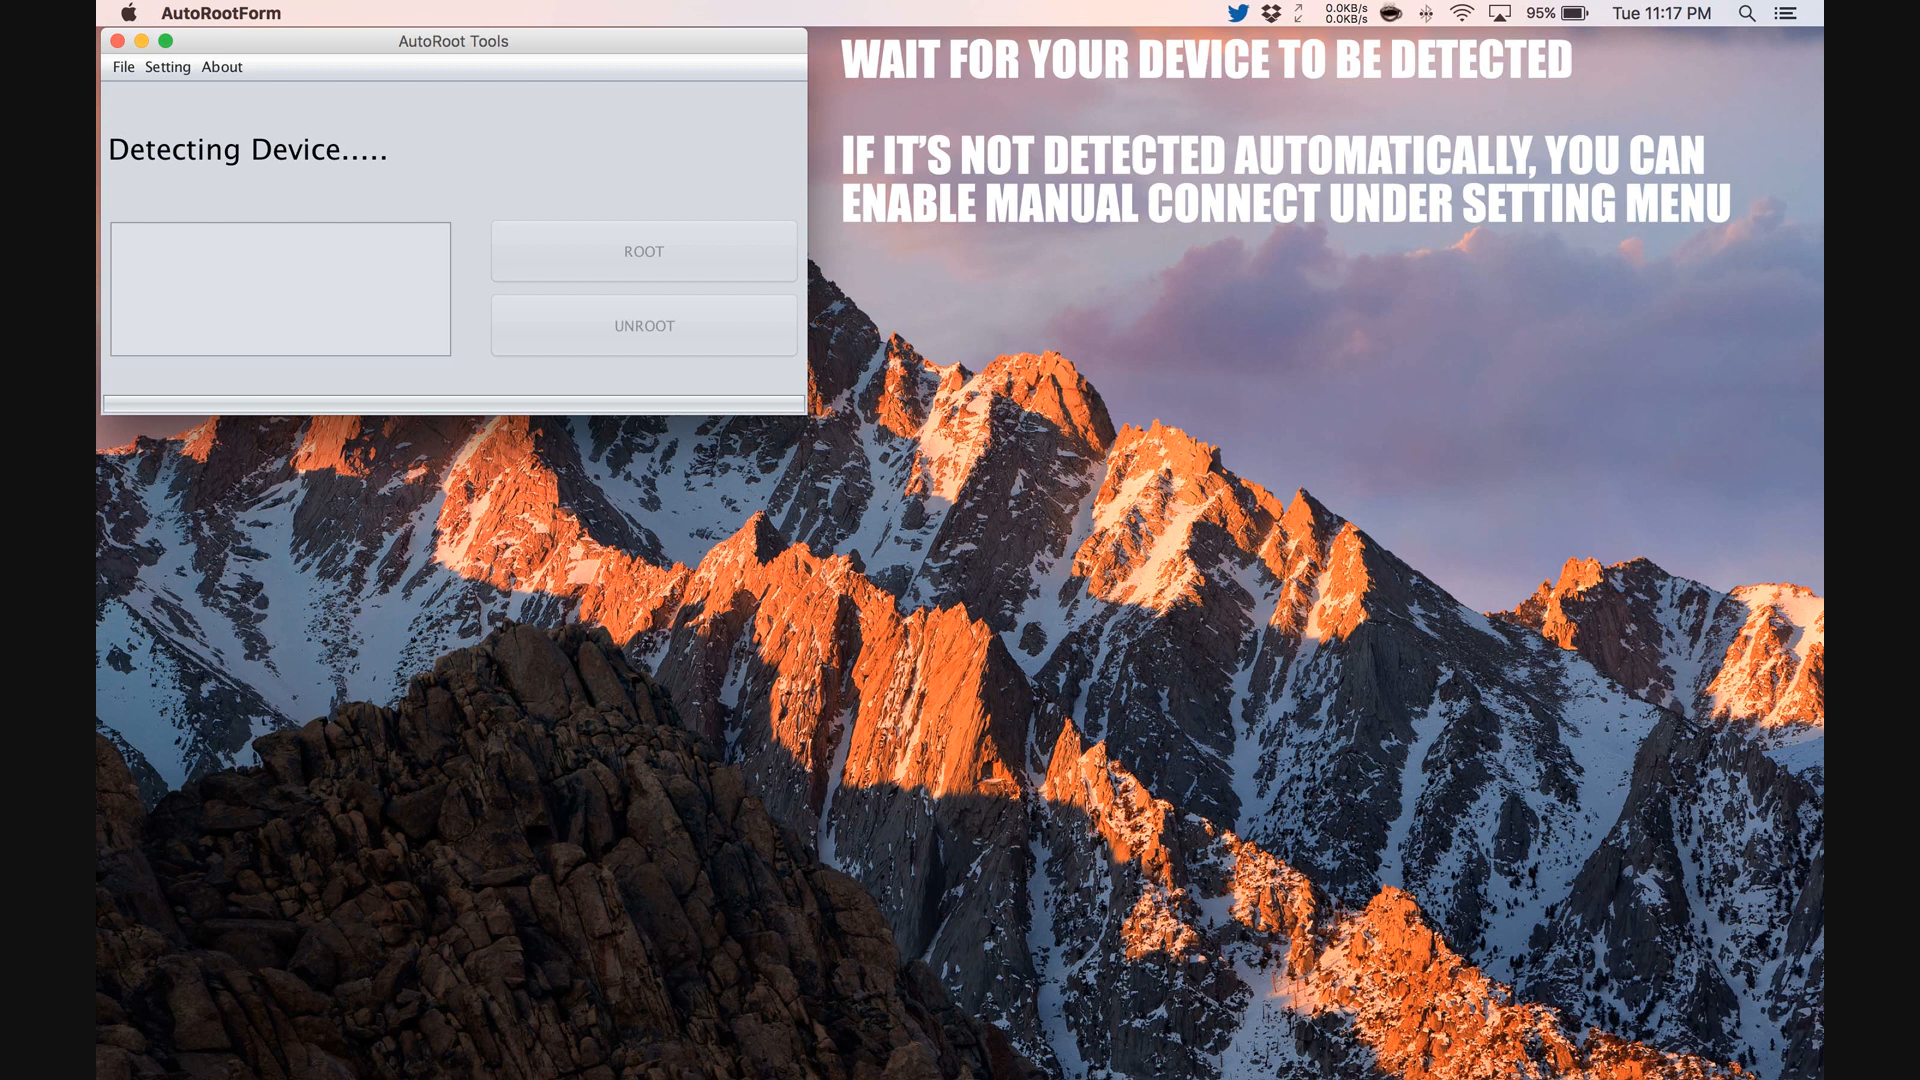 AutoRootForm
0.0KB/s
0.0KB/s
95%
Tue 11:17 PM
AutoRoot Tools
File Setting About
Detecting Device.....
ROOT
UNROOT
WAIT FOR YOUR DEVICE TO BE DETECTED
IF IT’S NOT DETECTED AUTOMATICALLY, YOU CAN
ENABLE MANUAL CONNECT UNDER SETTING MENU